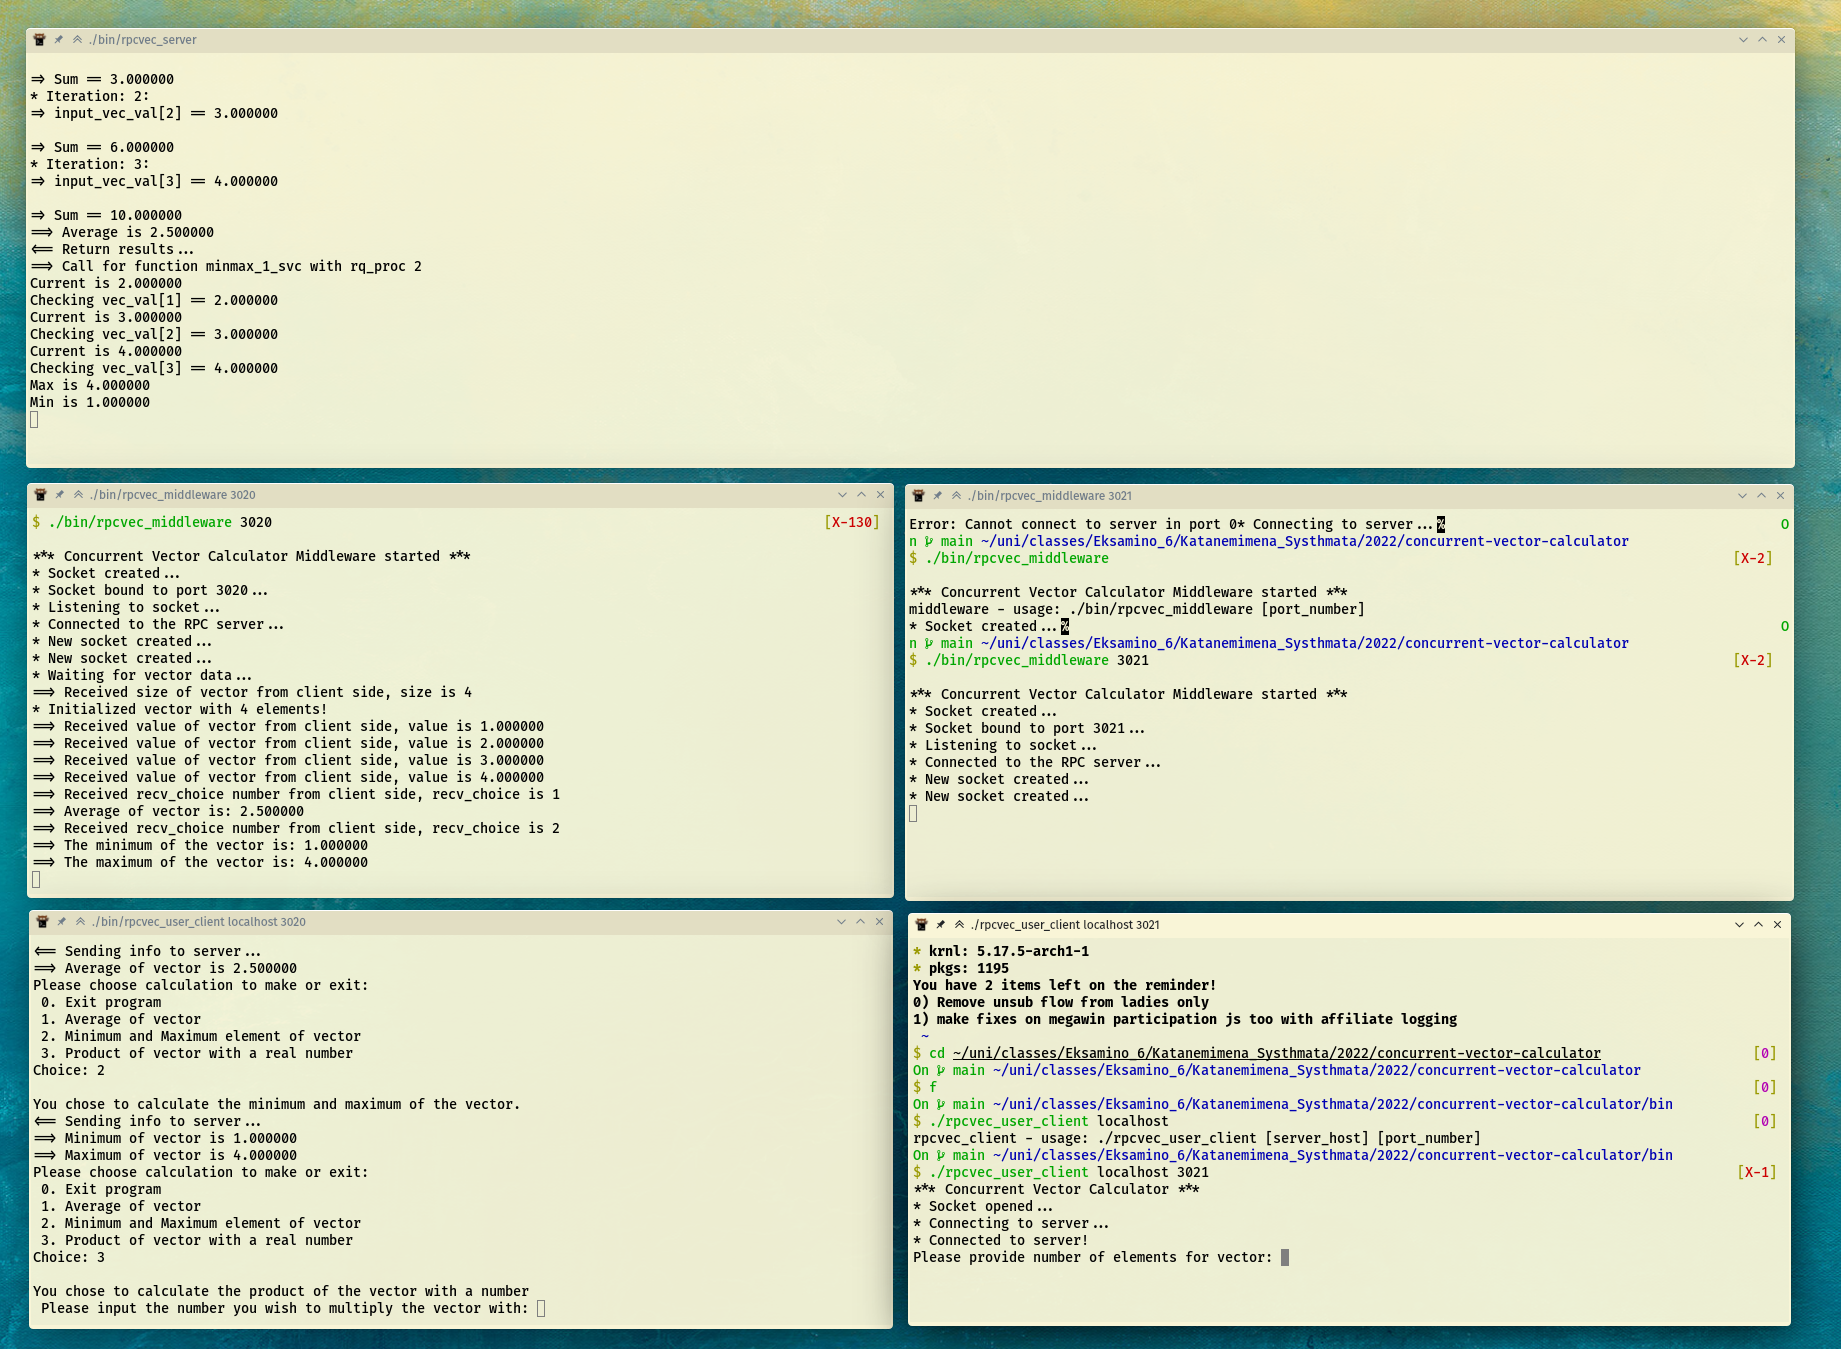 ./bin/rpcvec_server
=> Sum == 3.000000
* Iteration: 2:
=> input_vec_val[2] == 3.000000
=> Sum == 6.000000
* Iteration: 3:
=> input_vec_val[3] == 4.000000
=> Sum == 10.000000
==> Average is 2.500000
<== Return results...
==> Call for function minmax_1_svc with rq_proc 2
Current is 2.000000
Checking vec_val[1] == 2.000000
Current is 3.000000
Checking vec_val[2] == 3.000000
Current is 4.000000
Checking vec_val[3] == 4.000000
Max is 4.000000
Min is 1.000000
./bin/rpcvec_middleware 3020
$ ./bin/rpcvec_middleware 3020 [X-130]
*** Concurrent Vector Calculator Middleware started ***
* Socket created...
* Socket bound to port 3020...
* Listening to socket...
* Connected to the RPC server...
* New socket created...
* New socket created...
* Waiting for vector data...
==> Received size of vector from client side, size is 4
* Initialized vector with 4 elements!
==> Received value of vector from client side, value is 1.000000
==> Received value of vector from client side, value is 2.000000
==> Received value of vector from client side, value is 3.000000
==> Received value of vector from client side, value is 4.000000
==> Received recv_choice number from client side, recv_choice is 1
==> Average of vector is: 2.500000
==> Received recv_choice number from client side, recv_choice is 2
==> The minimum of the vector is: 1.000000
==> The maximum of the vector is: 4.000000
./bin/rpcvec_middleware 3021
Error: Cannot connect to server in port 0* Connecting to server...% O
n main ~/uni/classes/Eksamino_6/Katanemimena_Systhmata/2022/concurrent-vector-calculator
$ ./bin/rpcvec_middleware [X-2]
*** Concurrent Vector Calculator Middleware started ***
middleware - usage: ./bin/rpcvec_middleware [port_number]
* Socket created...% O
n main ~/uni/classes/Eksamino_6/Katanemimena_Systhmata/2022/concurrent-vector-calculator
$ ./bin/rpcvec_middleware 3021 [X-2]
*** Concurrent Vector Calculator Middleware started ***
* Socket created...
* Socket bound to port 3021...
* Listening to socket...
* Connected to the RPC server...
* New socket created...
* New socket created...
./bin/rpcvec_user_client localhost 3020
<== Sending info to server...
==> Average of vector is 2.500000
Please choose calculation to make or exit:
0. Exit program
1. Average of vector
2. Minimum and Maximum element of vector
3. Product of vector with a real number
Choice: 2
You chose to calculate the minimum and maximum of the vector.
<== Sending info to server...
==> Minimum of vector is 1.000000
==> Maximum of vector is 4.000000
Please choose calculation to make or exit:
0. Exit program
1. Average of vector
2. Minimum and Maximum element of vector
3. Product of vector with a real number
Choice: 3
You chose to calculate the product of the vector with a number
Please input the number you wish to multiply the vector with:
./rpcvec_user_client localhost 3021
* krnl: 5.17.5-arch1-1
* pkgs: 1195
You have 2 items left on the reminder!
0) Remove unsub flow from ladies only
1) make fixes on megawin participation js too with affiliate logging
~
$ cd ~/uni/classes/Eksamino_6/Katanemimena_Systhmata/2022/concurrent-vector-calculator [0]
On main ~/uni/classes/Eksamino_6/Katanemimena_Systhmata/2022/concurrent-vector-calculator
$ f [0]
On main ~/uni/classes/Eksamino_6/Katanemimena_Systhmata/2022/concurrent-vector-calculator/bin
$ ./rpcvec_user_client localhost [0]
rpcvec_client - usage: ./rpcvec_user_client [server_host] [port_number]
On main ~/uni/classes/Eksamino_6/Katanemimena_Systhmata/2022/concurrent-vector-calculator/bin
$ ./rpcvec_user_client localhost 3021 [X-1]
*** Concurrent Vector Calculator ***
* Socket opened...
* Connecting to server...
* Connected to server!
Please provide number of elements for vector: